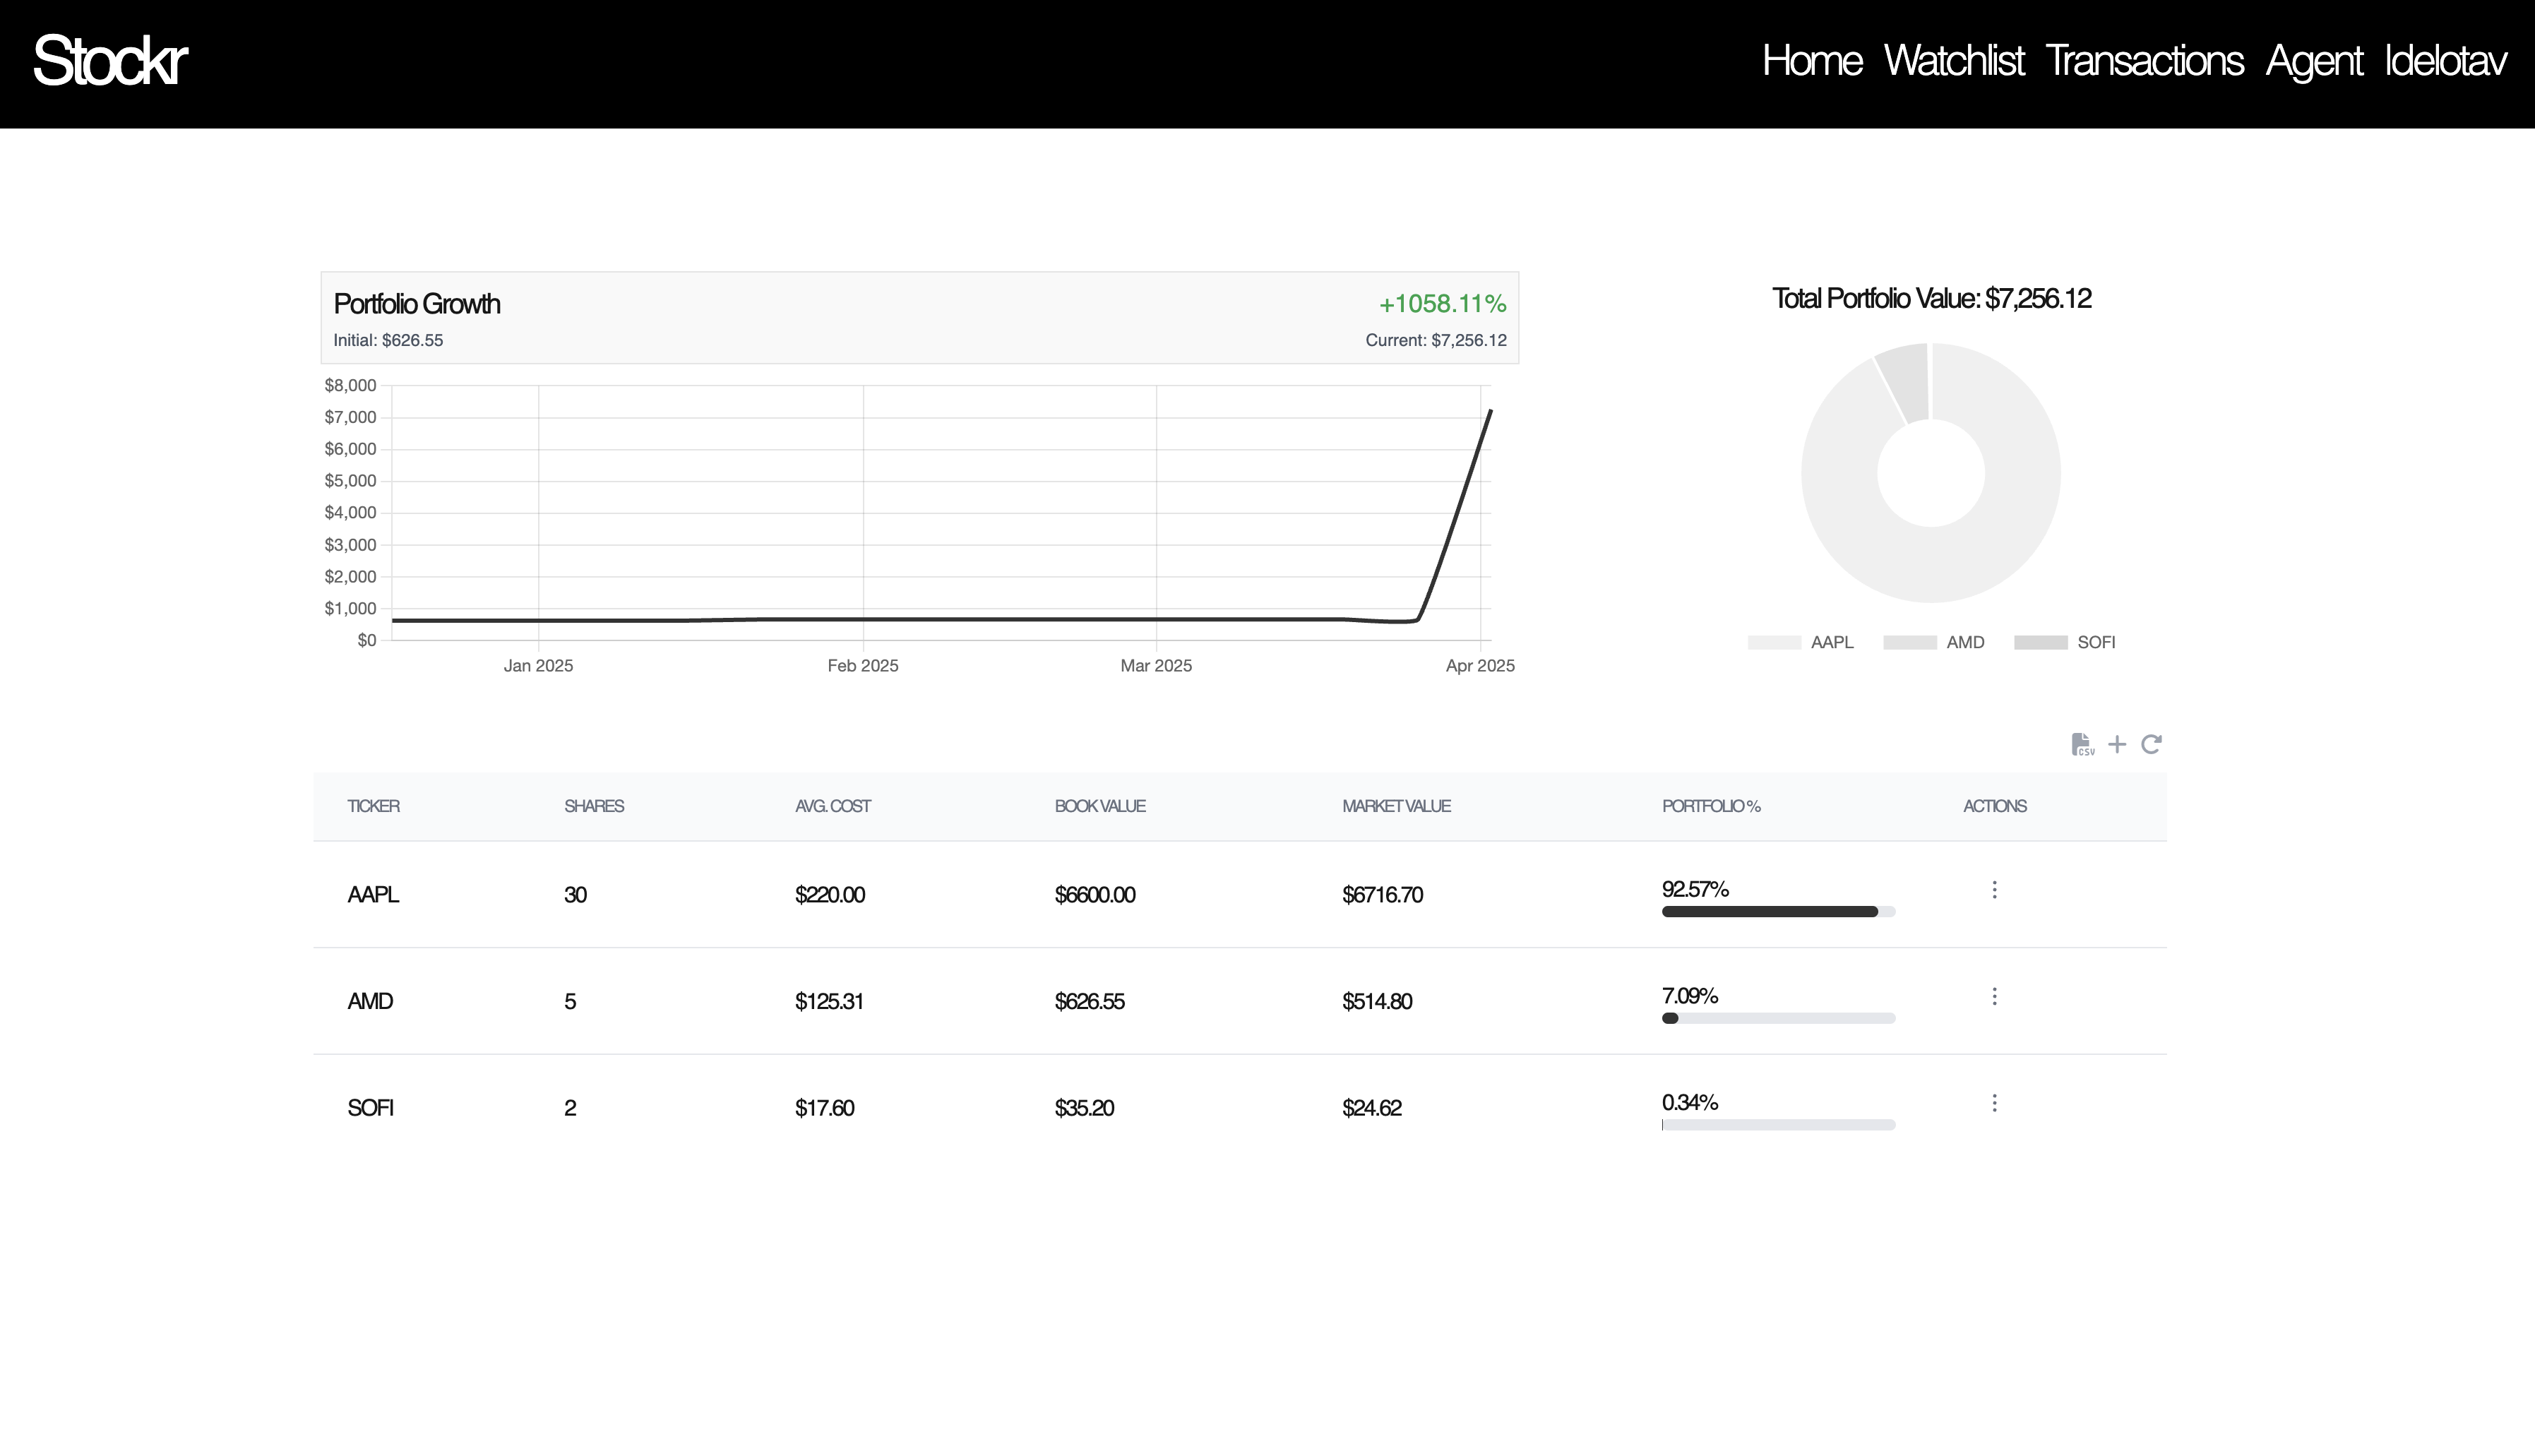 Stockr
Home Watchlist Transactions Agent Idelotav
Portfolio Growth
+1058.11%
Initial: $626.55
Current: $7,256.12
$8,000
$7,000
$6,000
$5,000
$4,000
$3,000
$2,000
$1,000
$0
Jan 2025 Feb 2025 Mar 2025 Apr 2025
Total Portfolio Value: $7,256.12
AAPL AMD SOFI
CSV
TICKER SHARES AVG. COST BOOK VALUE MARKET VALUE PORTFOLIO % ACTIONS
AAPL 30 $220.00 $6600.00 $6716.70 92.57%
AMD 5 $125.31 $626.55 $514.80 7.09%
SOFI 2 $17.60 $35.20 $24.62 0.34%